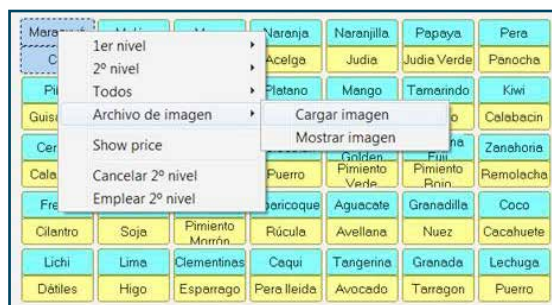 Naranja Naranjilla Papaya Pera
Acelga Judia Judia Verde Panocha
Platano Mango Tamarindo Kiwi
Calabacin
Golden Fuji Zanahoria
Puerro Pimiento Vede Pimiento Rojo Remolacha
Aguacate Granadilla Coco
Cilantro Soja Pimiento Morrón Rúcula Avellana Nuez Cacahuete
Lichi Lima Clementinas Caqui Tangerina Granada Lechuga
Dátiles Higo Esparrago Pera lleida Avocado Tarragon Puerro
1er nivel
2º nivel
Todos
Archivo de imagen
Show price
Cancelar 2º nivel
Emplear 2º nivel
Cargar imagen
Mostrar imagen